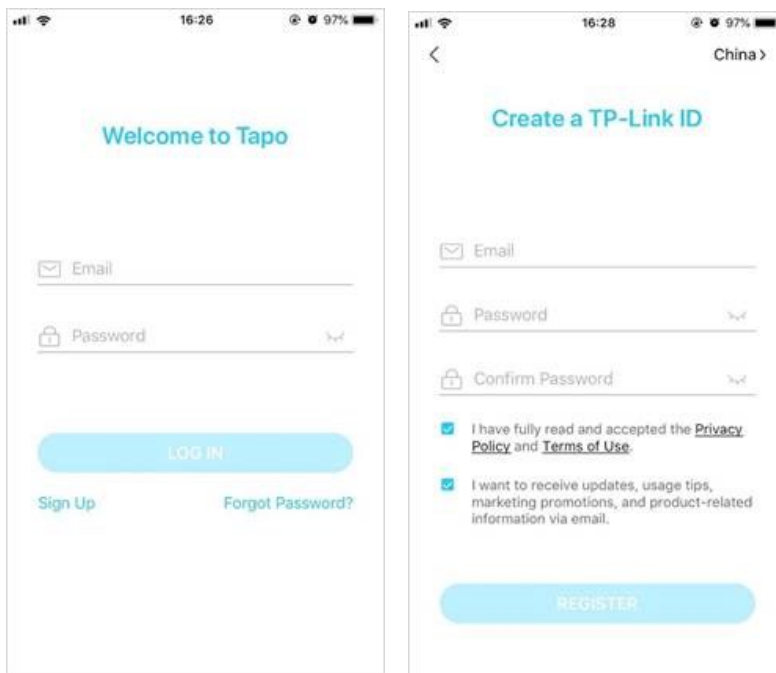 16:26
97%
Welcome to Tapo
Email
Password
LOG IN
Sign Up
Forgot Password?
16:28
97%
China >
Create a TP-Link ID
Email
Password
Confirm Password
I have fully read and accepted the Privacy
Policy and Terms of Use.
I want to receive updates, usage tips,
marketing promotions, and product-related
information via email.
REGISTER